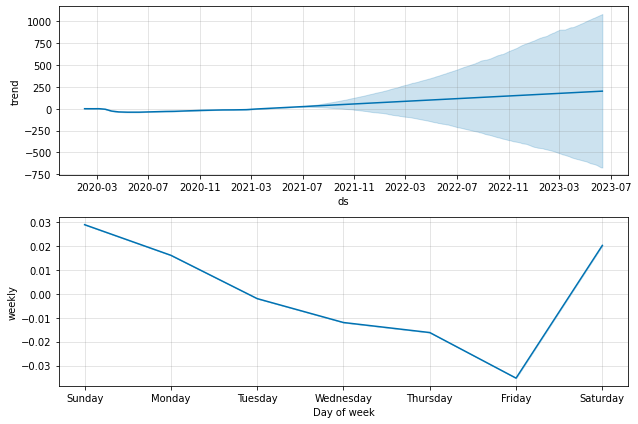 1000
750
500
250
0
−250
−500
−750
trend
2020-03 2020-07 2020-11 2021-03 2021-07 2021-11 2022-03 2022-07 2022-11 2023-03 2023-07
ds
0.03
0.02
0.01
0.00
−0.01
−0.02
−0.03
weekly
Sunday Monday Tuesday Wednesday Thursday Friday Saturday
Day of week